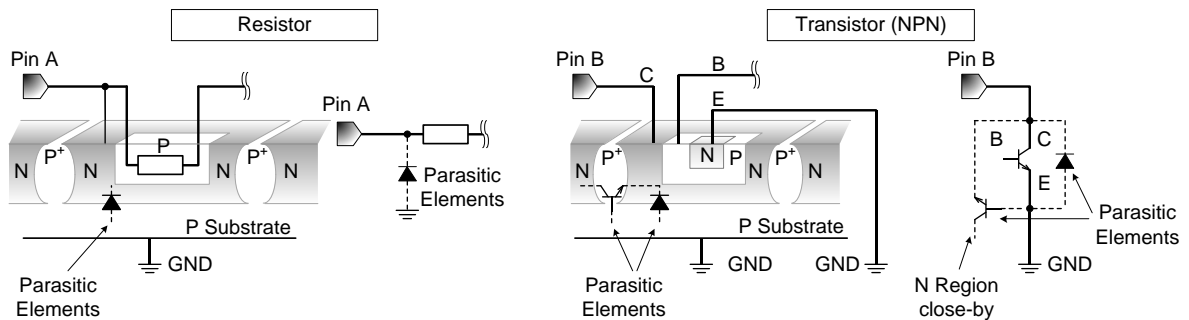 Resistor
Pin A
N
P+
N
P
N
P+
N
P Substrate
GND
Parasitic
Elements
Pin A
Parasitic
Elements
Transistor (NPN)
Pin B
C
B
E
N
P+
N
N
P
N
P+
N
P Substrate
GND
GND
Parasitic
Elements
Pin B
B
C
E
Parasitic
Elements
GND
N Region
close-by